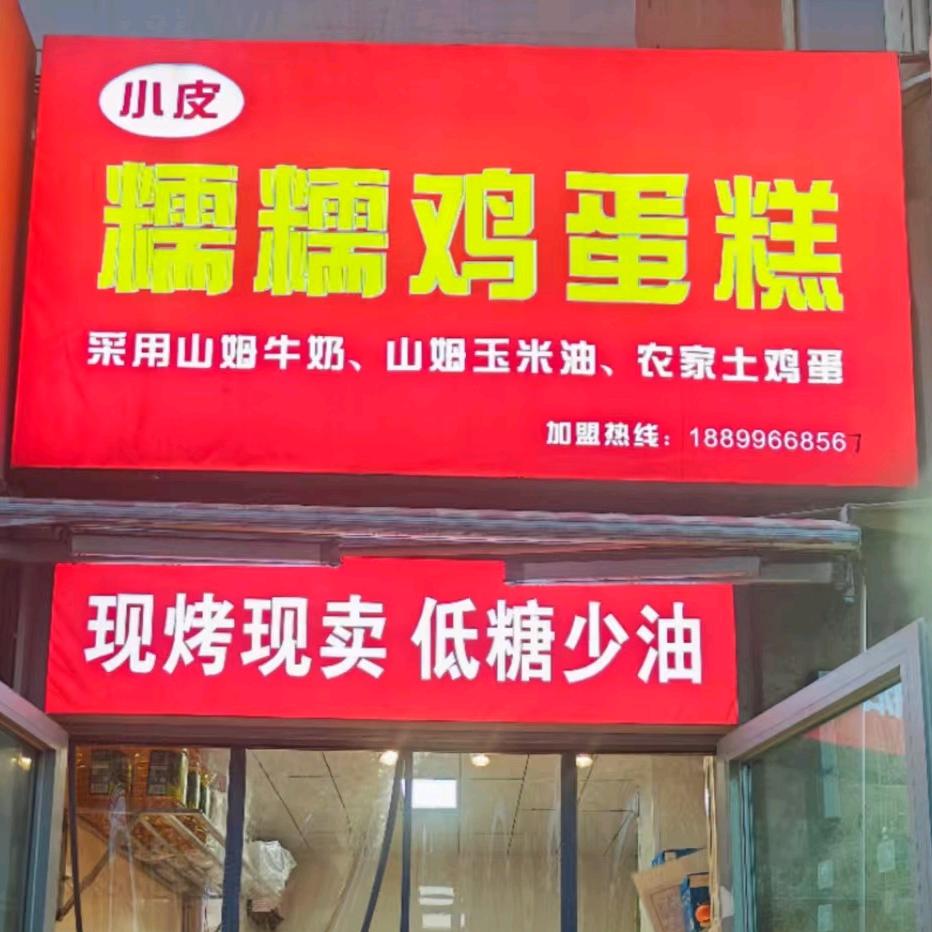 小皮
糯糯鸡蛋糕
采用山姆牛奶、山姆玉米油、农家土鸡蛋
加盟热线：18899668567
现烤现卖 低糖少油